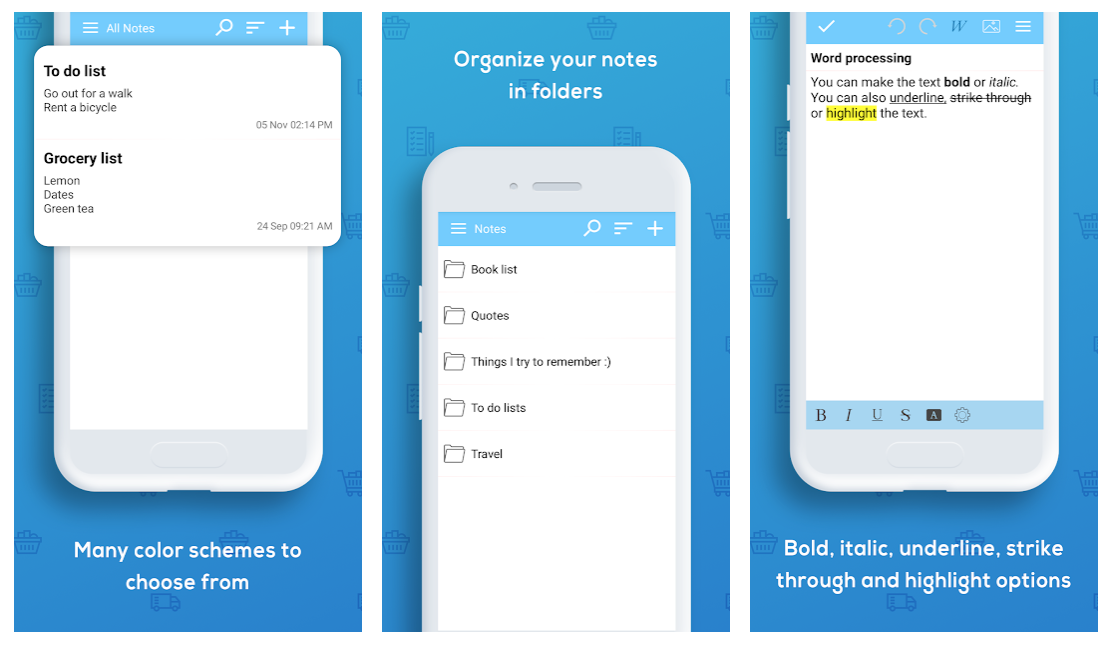 All Notes
To do list
Go out for a walk
Rent a bicycle
05 Nov 02:14 PM
Grocery list
Lemon
Dates
Green tea
24 Sep 09:21 AM
Many color schemes to
choose from
Organize your notes
in folders
Notes
Book list
Quotes
Things I try to remember :)
To do lists
Travel
W
Word processing
You can make the text bold or italic.
You can also underline, strike through
or highlight the text.
B I U S A
Bold, italic, underline, strike
through and highlight options